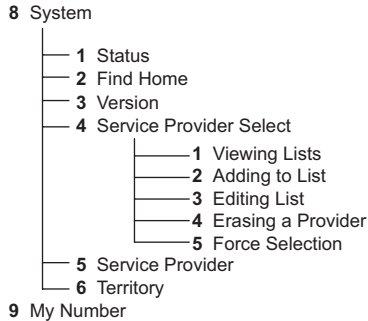 8 System
1 Status
2 Find Home
3 Version
4 Service Provider Select
1 Viewing Lists
2 Adding to List
3 Editing List
4 Erasing a Provider
5 Force Selection
5 Service Provider
6 Territory
9 My Number